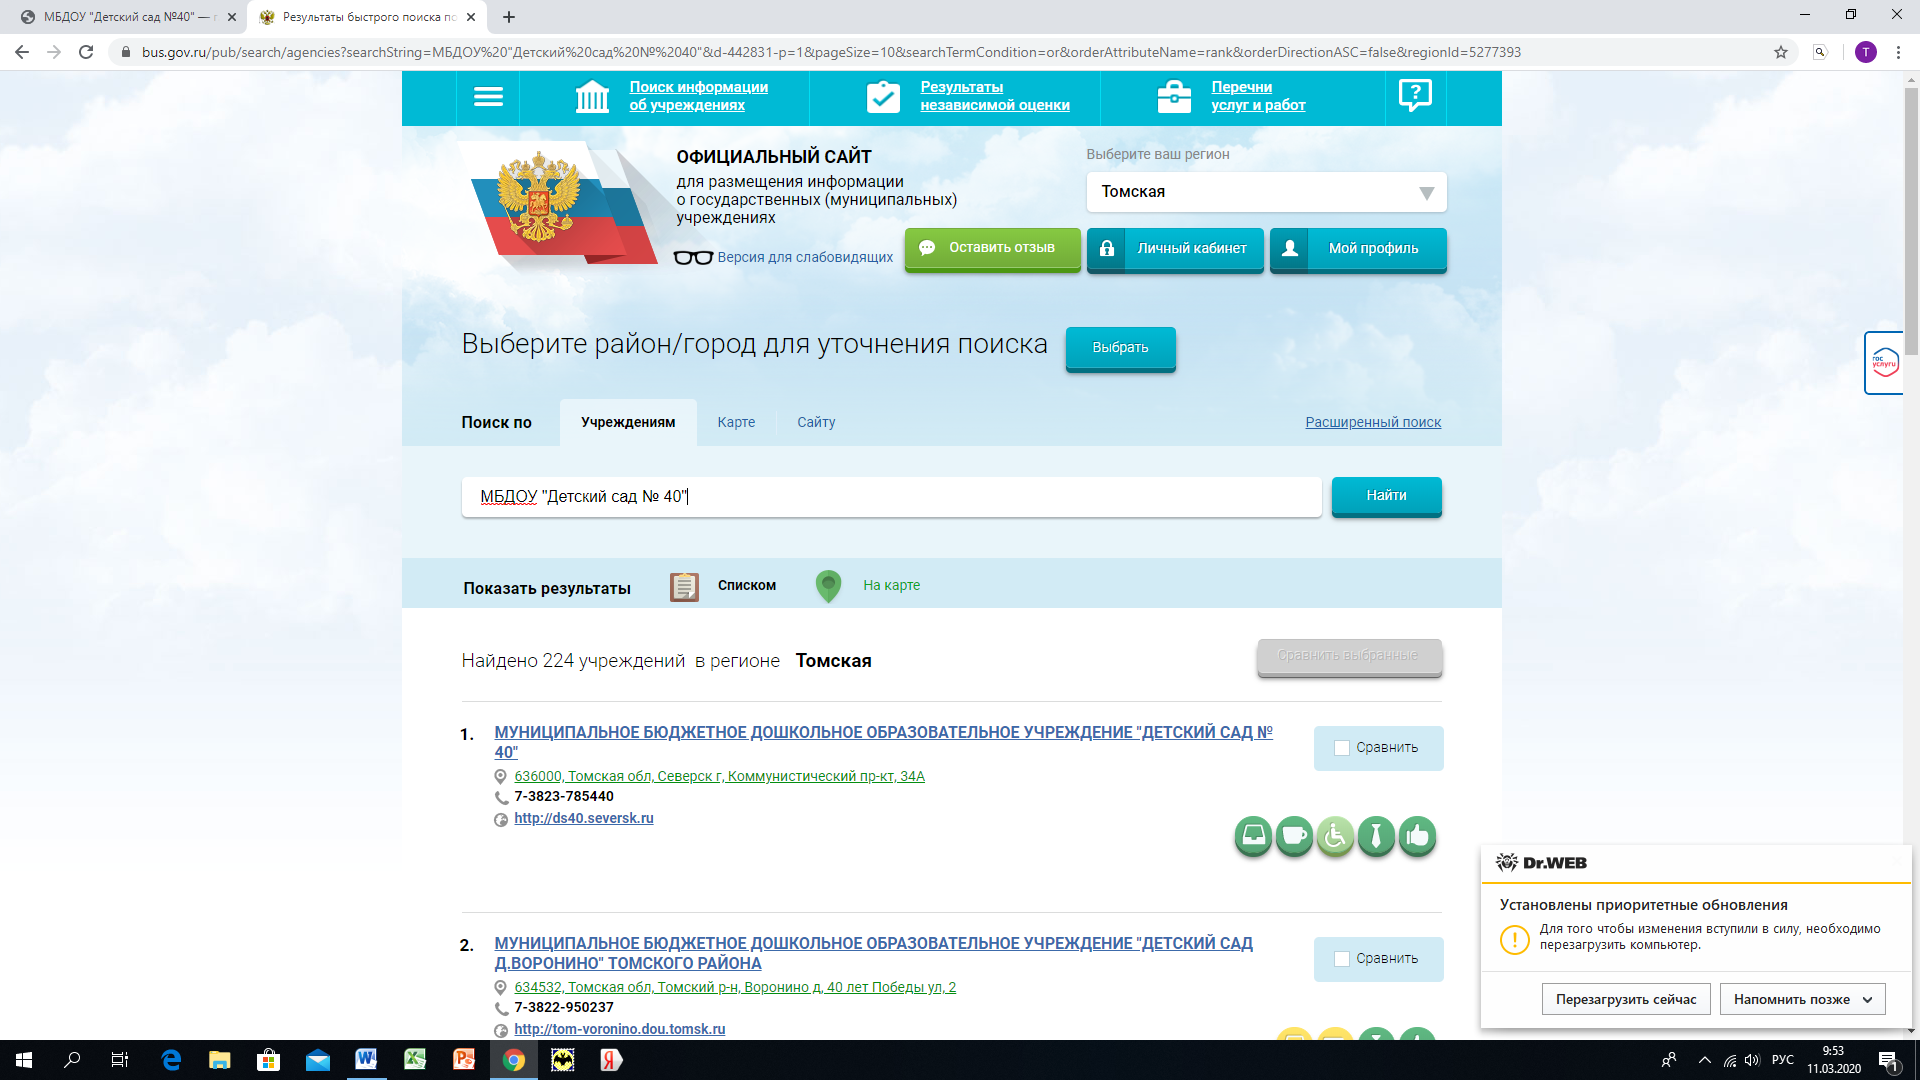 МБДОУ "Детский сад №40" — г
Результаты быстрого поиска по
bus.gov.ru/pub/search/agencies?searchString=МБДОУ%20"Детский%20сад%20№%2040"&d-442831-p=1&pageSize=10&searchTermCondition=or&orderAttributeName=rank&orderDirectionASC=false&regionId=5277393
T
Поиск информации
об учреждениях
Результаты
независимой оценки
Перечни
услуг и работ
ОФИЦИАЛЬНЫЙ САЙТ
для размещения информации
о государственных (муниципальных)
учреждениях
Версия для слабовидящих
Выберите ваш регион
Томская
Оставить отзыв
Личный кабинет
Мой профиль
Выберите район/город для уточнения поиска
Выбрать
гос
услуги
Поиск по
Учреждениям
Карте
Сайту
Расширенный поиск
МБДОУ "Детский сад № 40"
Найти
Показать результаты
Списком
На карте
Найдено 224 учреждений в регионе Томская
Сравнить выбранные
1. МУНИЦИПАЛЬНОЕ БЮДЖЕТНОЕ ДОШКОЛЬНОЕ ОБРАЗОВАТЕЛЬНОЕ УЧРЕЖДЕНИЕ "ДЕТСКИЙ САД №
40"
Сравнить
636000, Томская обл, Северск г, Коммунистический пр-кт, 34А
7-3823-785440
http://ds40.seversk.ru
2. МУНИЦИПАЛЬНОЕ БЮДЖЕТНОЕ ДОШКОЛЬНОЕ ОБРАЗОВАТЕЛЬНОЕ УЧРЕЖДЕНИЕ "ДЕТСКИЙ САД
Д.ВОРОНИНО" ТОМСКОГО РАЙОНА
Сравнить
634532, Томская обл, Томский р-н, Воронино д, 40 лет Победы ул, 2
7-3822-950237
http://tom-voronino.dou.tomsk.ru
Dr.WEB
Установлены приоритетные обновления
Для того чтобы изменения вступили в силу, необходимо
перезагрузить компьютер.
Перезагрузить сейчас
Напомнить позже
РУС
9:53
11.03.2020
1